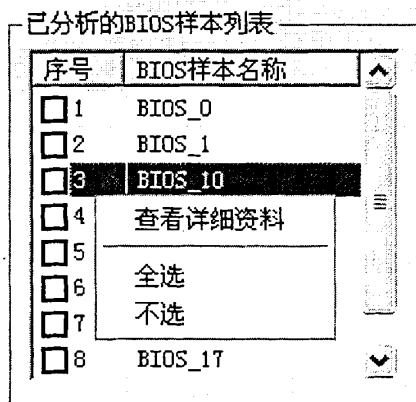 已分析的BIOS样本列表
序号 BIOS样本名称
1 BIOS_0
2 BIOS_1
3 BIOS_10
4 查看详细资料
5
6 全选
7 不选
8 BIOS_17